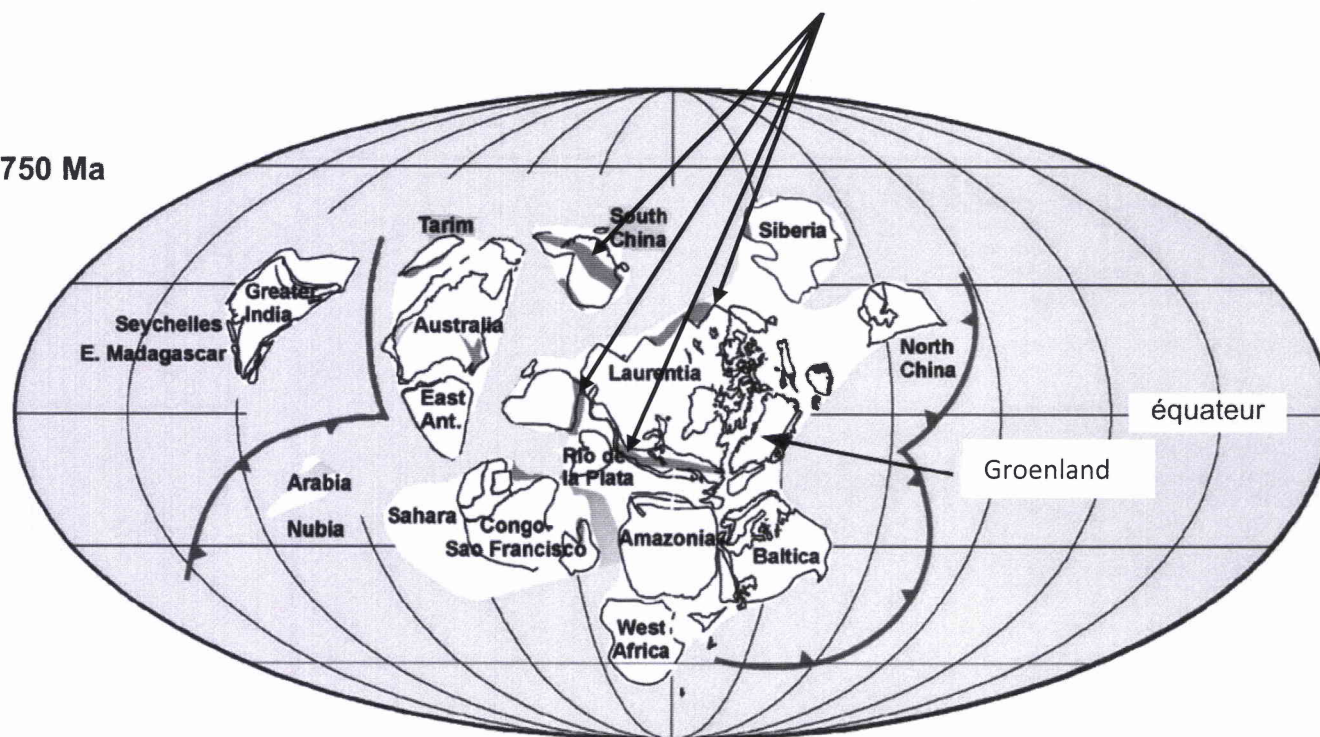 750 Ma
Tarim
South
China
Siberia
Greater
India
Seychelles
E. Madagascar
Australia
Laurentia
North
China
East
Ant.
équateur
Rio de
la Plata
Groenland
Arabia
Nubia
Sahara
Congo-
Sao Francisco
Amazonia
Baltica
West
Africa